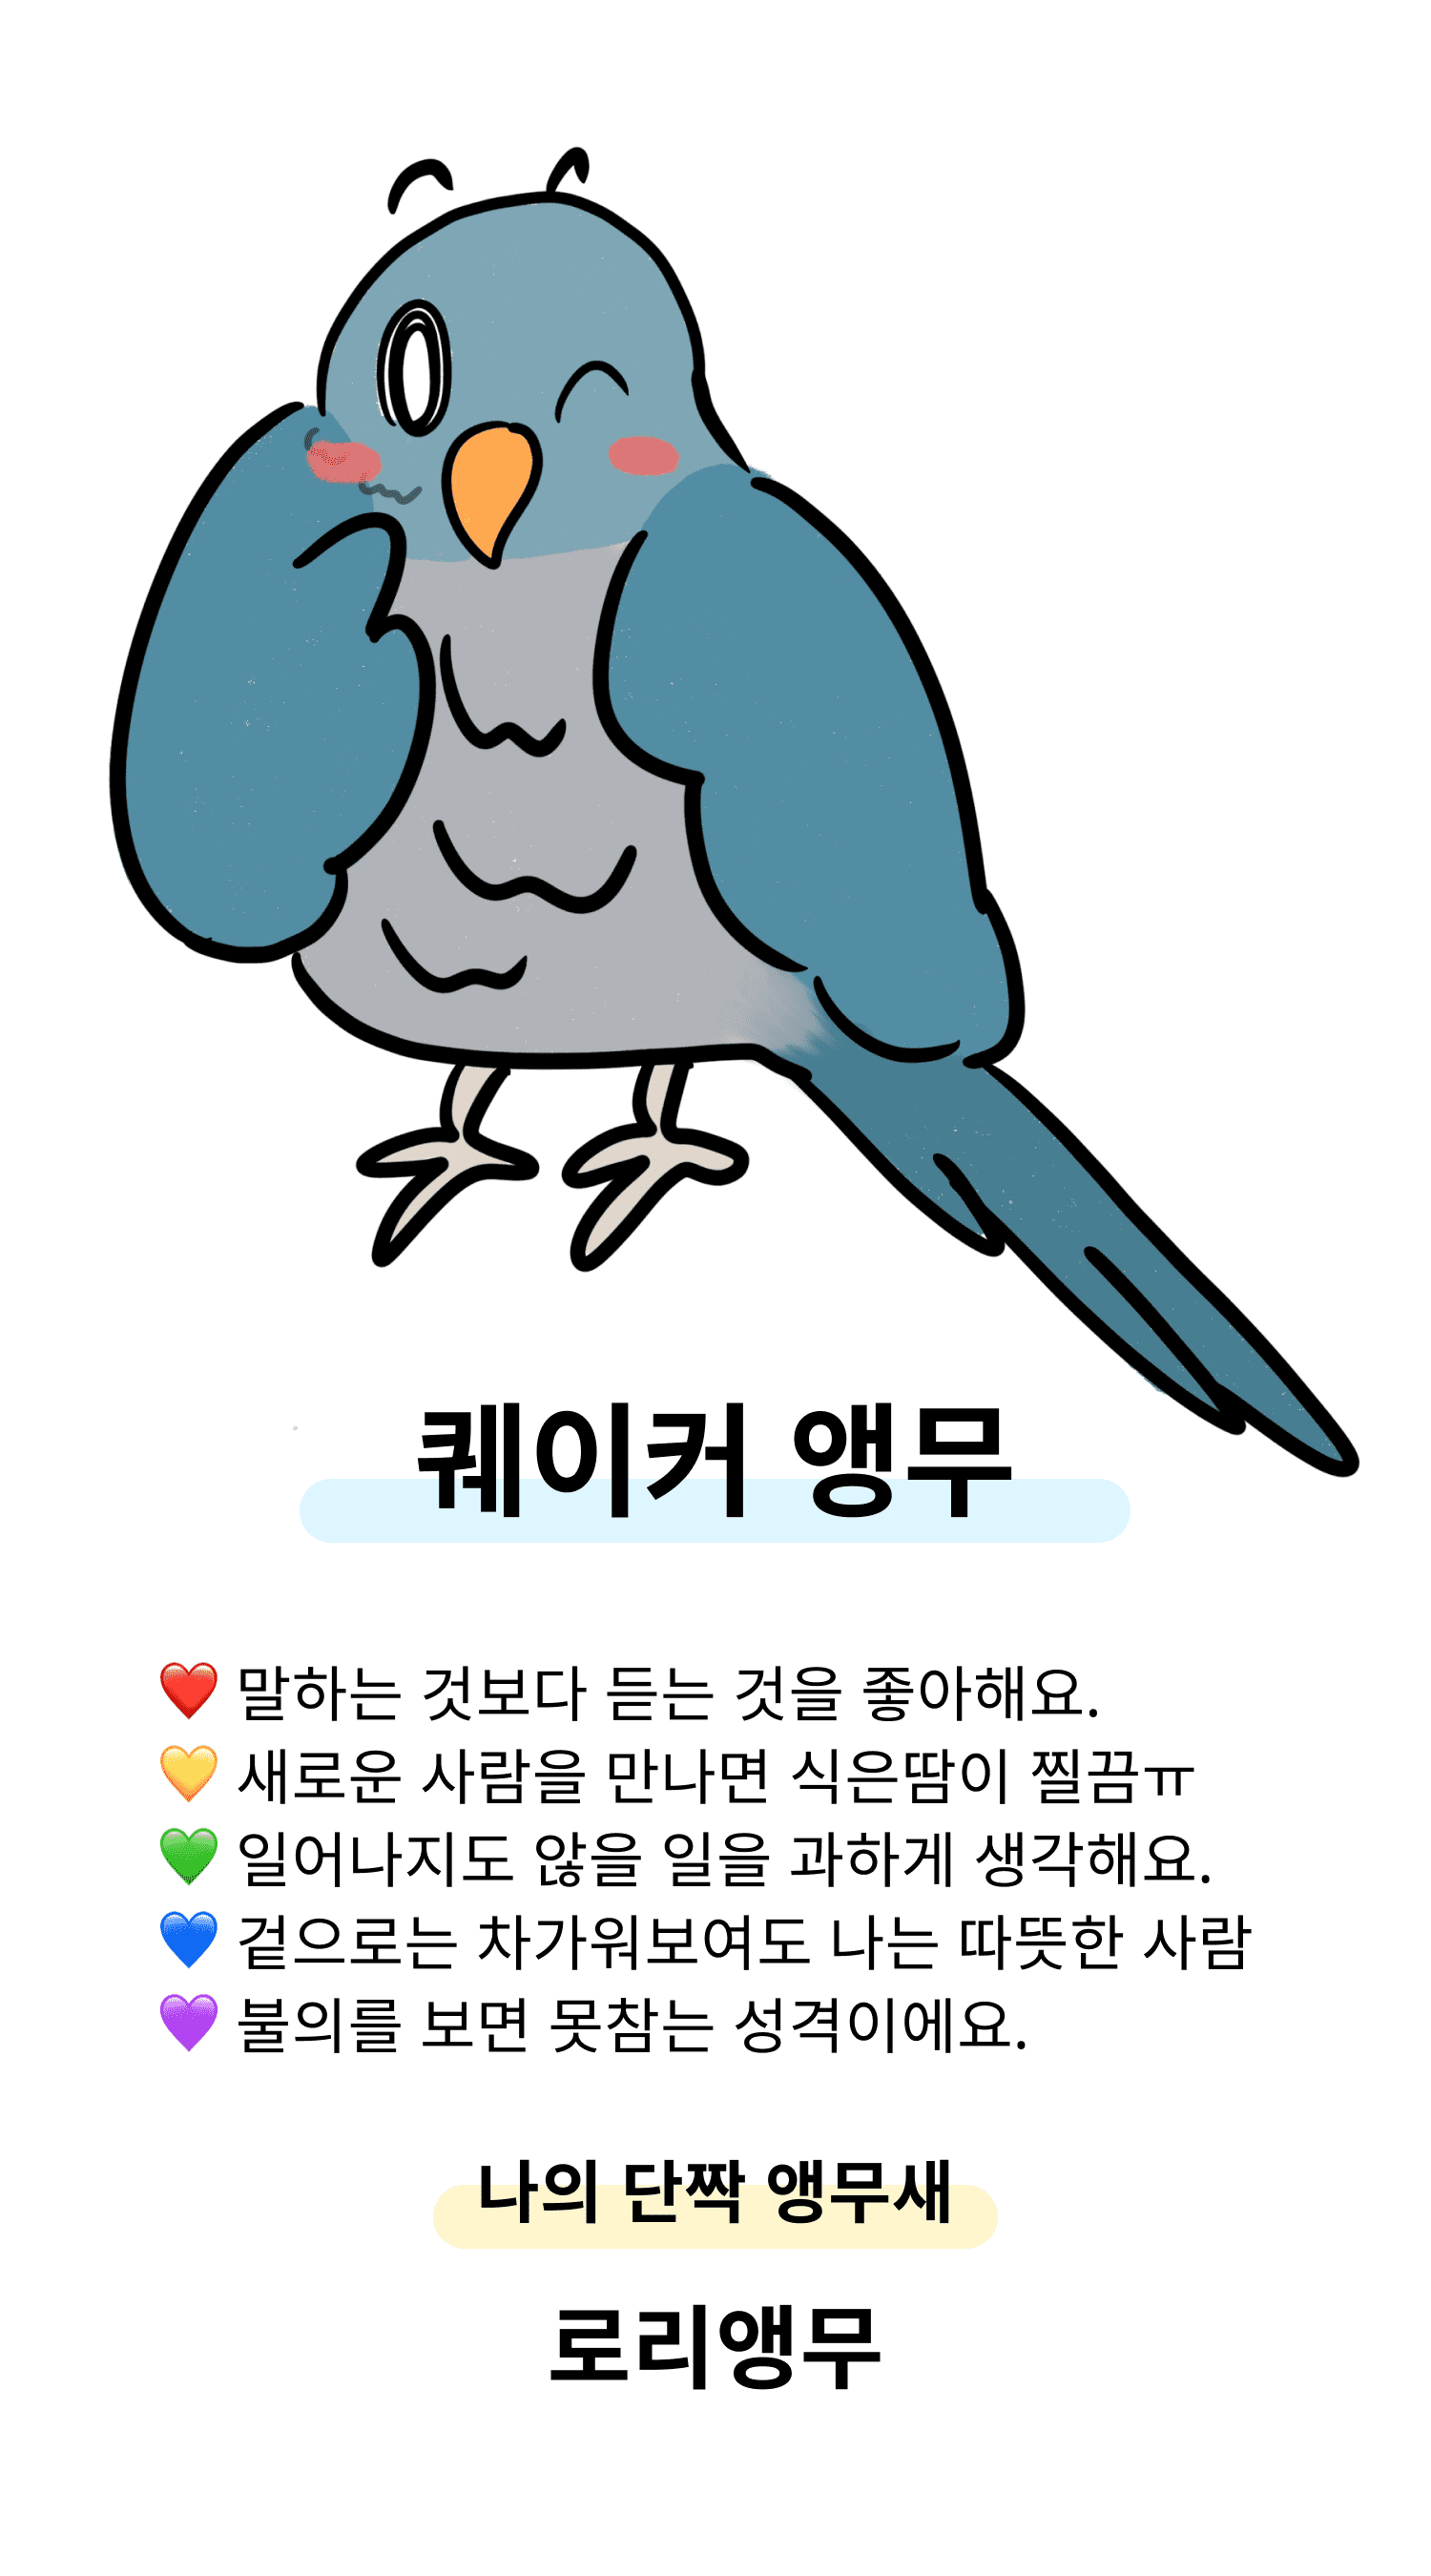 퀘이커 앵무
❤️ 말하는 것보다 듣는 것을 좋아해요.
💛 새로운 사람을 만나면 식은땀이 찔끔ㅠ
💚 일어나지도 않을 일을 과하게 생각해요.
💙 겉으로는 차가워보여도 나는 따뜻한 사람
💜 불의를 보면 못참는 성격이에요.
나의 단짝 앵무새
로리앵무